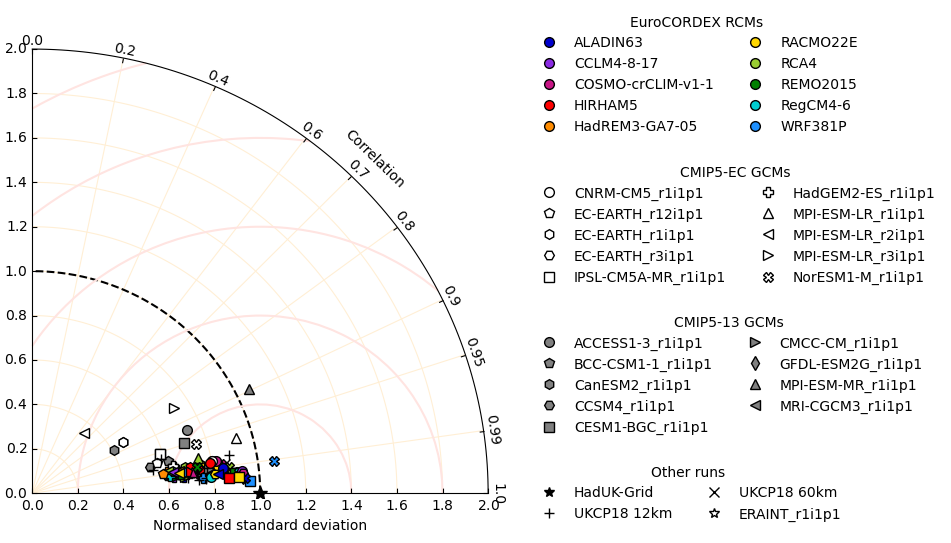 EuroCORDEX RCMs
ALADIN63
CCLM4-8-17
COSMO-crCLIM-v1-1
HIRHAM5
HadREM3-GA7-05
RACMO22E
RCA4
REMO2015
RegCM4-6
WRF381P
CMIP5-EC GCMs
CNRM-CM5_r1i1p1
EC-EARTH_r12i1p1
EC-EARTH_r1i1p1
EC-EARTH_r3i1p1
IPSL-CM5A-MR_r1i1p1
HadGEM2-ES_r1i1p1
MPI-ESM-LR_r1i1p1
MPI-ESM-LR_r2i1p1
MPI-ESM-LR_r3i1p1
NorESM1-M_r1i1p1
CMIP5-13 GCMs
ACCESS1-3_r1i1p1
BCC-CSM1-1_r1i1p1
CanESM2_r1i1p1
CCSM4_r1i1p1
CESM1-BGC_r1i1p1
CMCC-CM_r1i1p1
GFDL-ESM2G_r1i1p1
MPI-ESM-MR_r1i1p1
MRI-CGCM3_r1i1p1
Other runs
HadUK-Grid
UKCP18 12km
UKCP18 60km
ERAINT_r1i1p1
0.0
0.2
0.4
0.6
0.7
0.8
0.9
0.95
0.99
1.0
Correlation
2.0
1.8
1.6
1.4
1.2
1.0
0.8
0.6
0.4
0.2
0.0
0.0 0.2 0.4 0.6 0.8 1.0 1.2 1.4 1.6 1.8 2.0
Normalised standard deviation